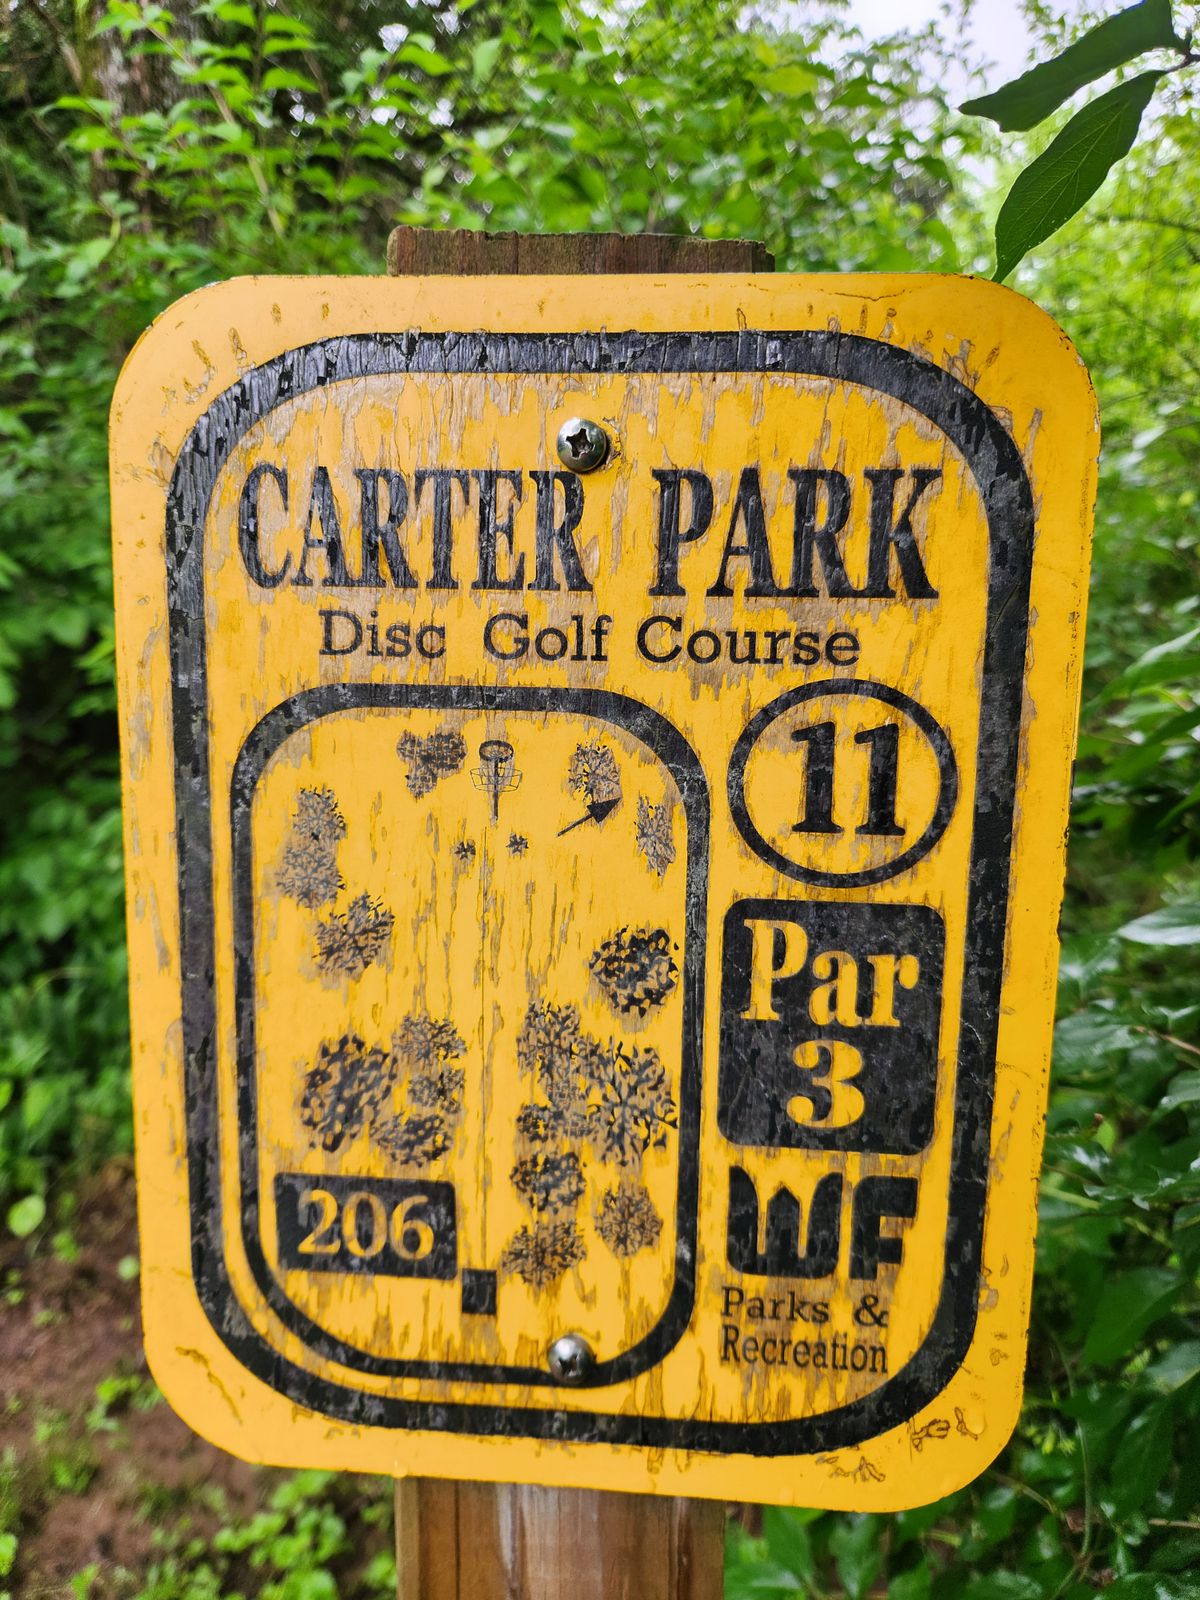 CARTER PARK
Disc Golf Course
11
Par
3
206
WF
Parks &
Recreation